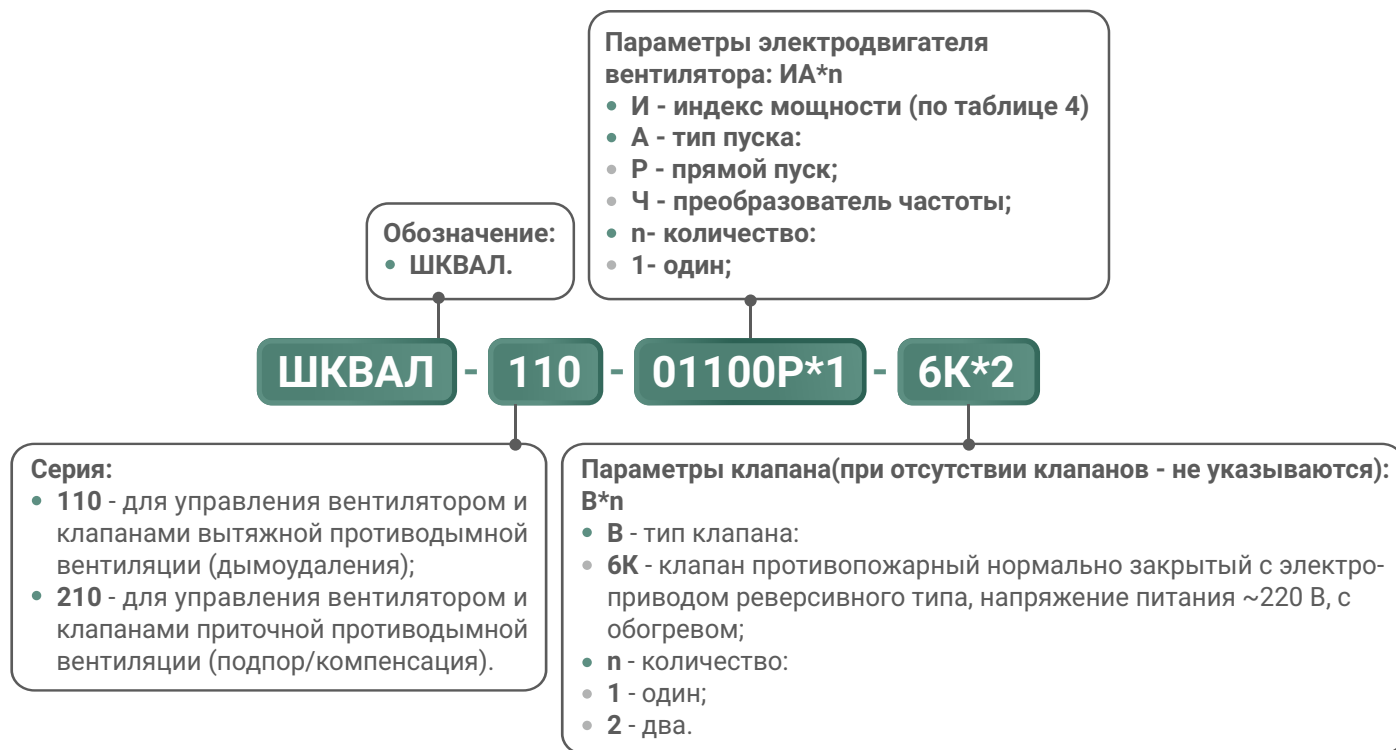 Параметры электродвигателя
вентилятора: ИА*n
• И - индекс мощности (по таблице 4)
• А - тип пуска:
• Р - прямой пуск;
• Ч - преобразователь частоты;
• n- количество:
• 1- один;
Обозначение:
• ШКВАЛ.
ШКВАЛ - 110 - 01100Р*1 - 6К*2
Серия:
• 110 - для управления вентилятором и
клапанами вытяжной противодымной
вентиляции (дымоудаления);
• 210 - для управления вентилятором и
клапанами приточной противодымной
вентиляции (подпор/компенсация).
Параметры клапана(при отсутствии клапанов - не указываются):
В*n
• В - тип клапана:
• 6К - клапан противопожарный нормально закрытый с электро-
приводом реверсивного типа, напряжение питания ~220 В, с
обогревом;
• n - количество:
• 1 - один;
• 2 - два.